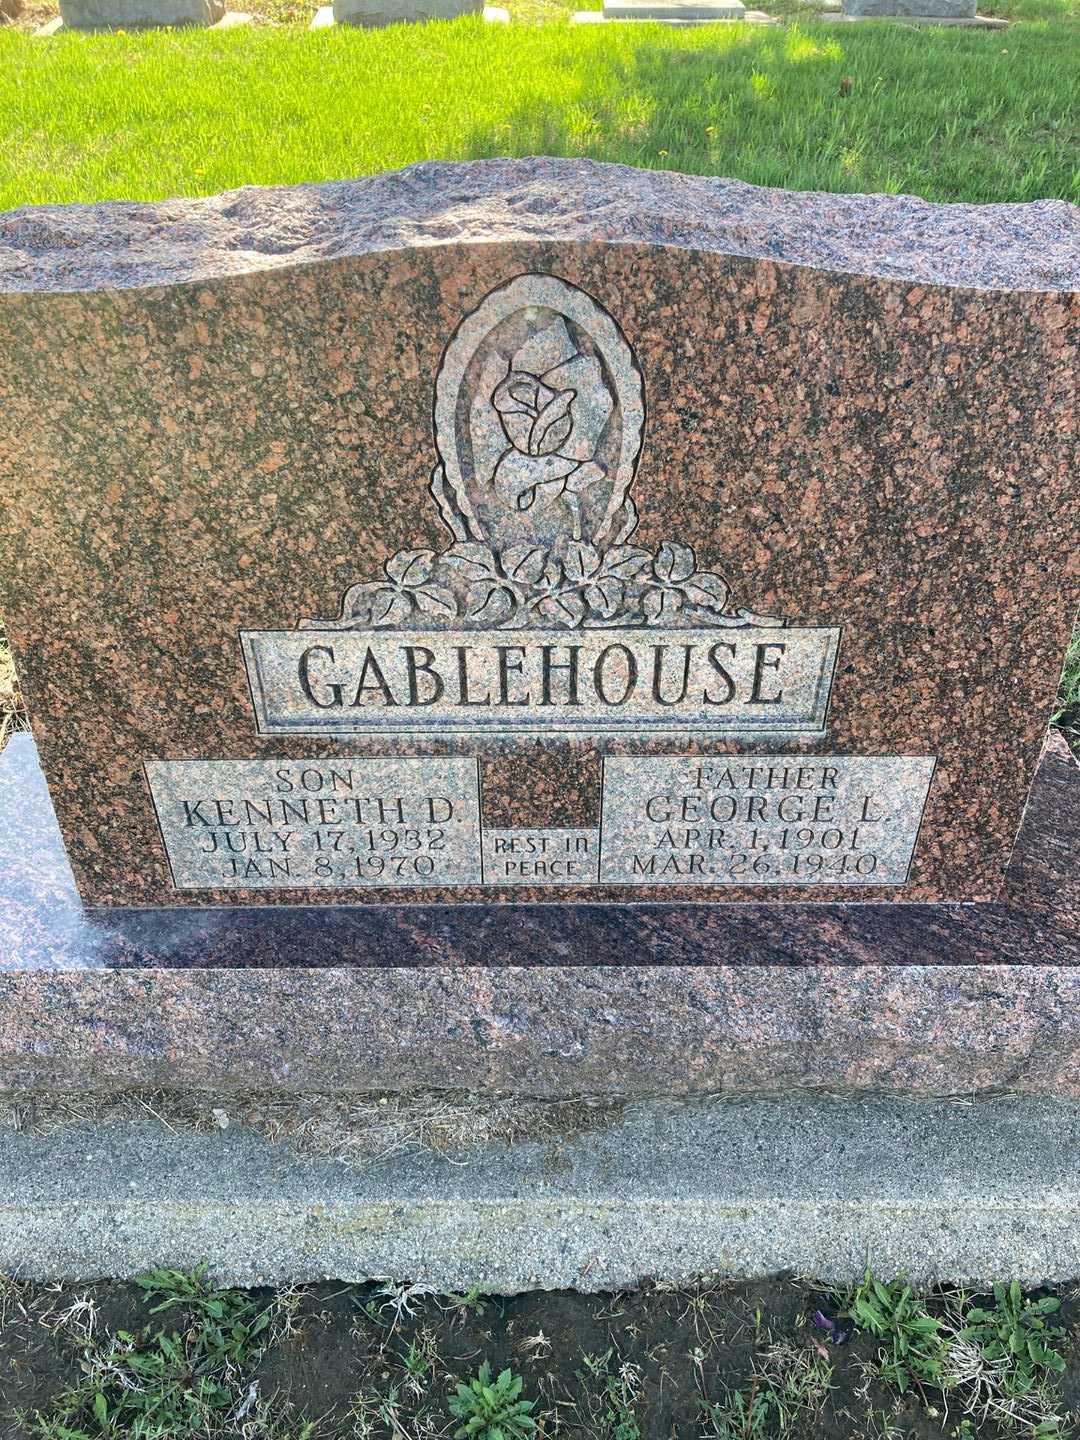 GABLEHOUSE
SON
KENNETH D.
JULY 17, 1932
JAN. 8, 1970
REST IN
PEACE
FATHER
GEORGE L.
APR. 1, 1901
MAR. 26, 1940